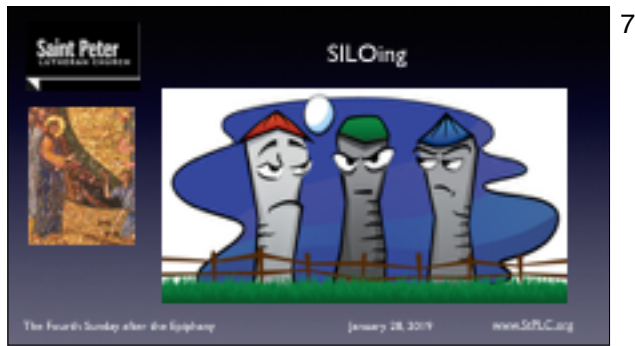 7
Saint Peter
LUTHERAN CHURCH
SILOing
The Fourth Sunday after the Epiphany
January 28, 2019
www.StPLC.org